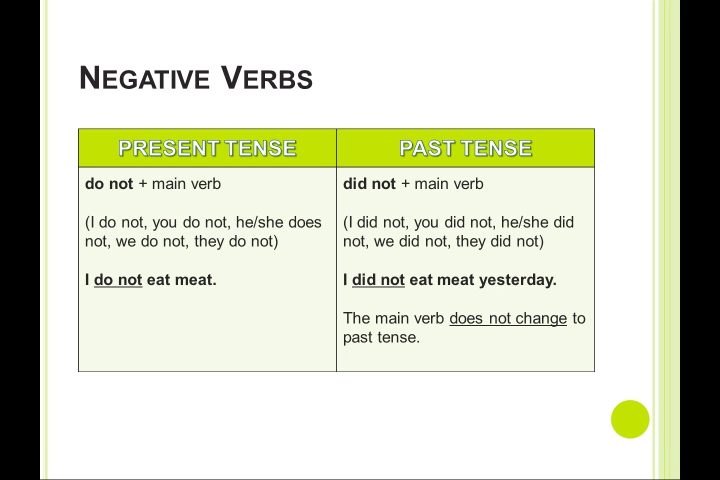 NEGATIVE VERBS
PRESENT TENSE
do not + main verb
(I do not, you do not, he/she does
not, we do not, they do not)
I do not eat meat.
PAST TENSE
did not + main verb
(I did not, you did not, he/she did
not, we did not, they did not)
I did not eat meat yesterday.
The main verb does not change to
past tense.